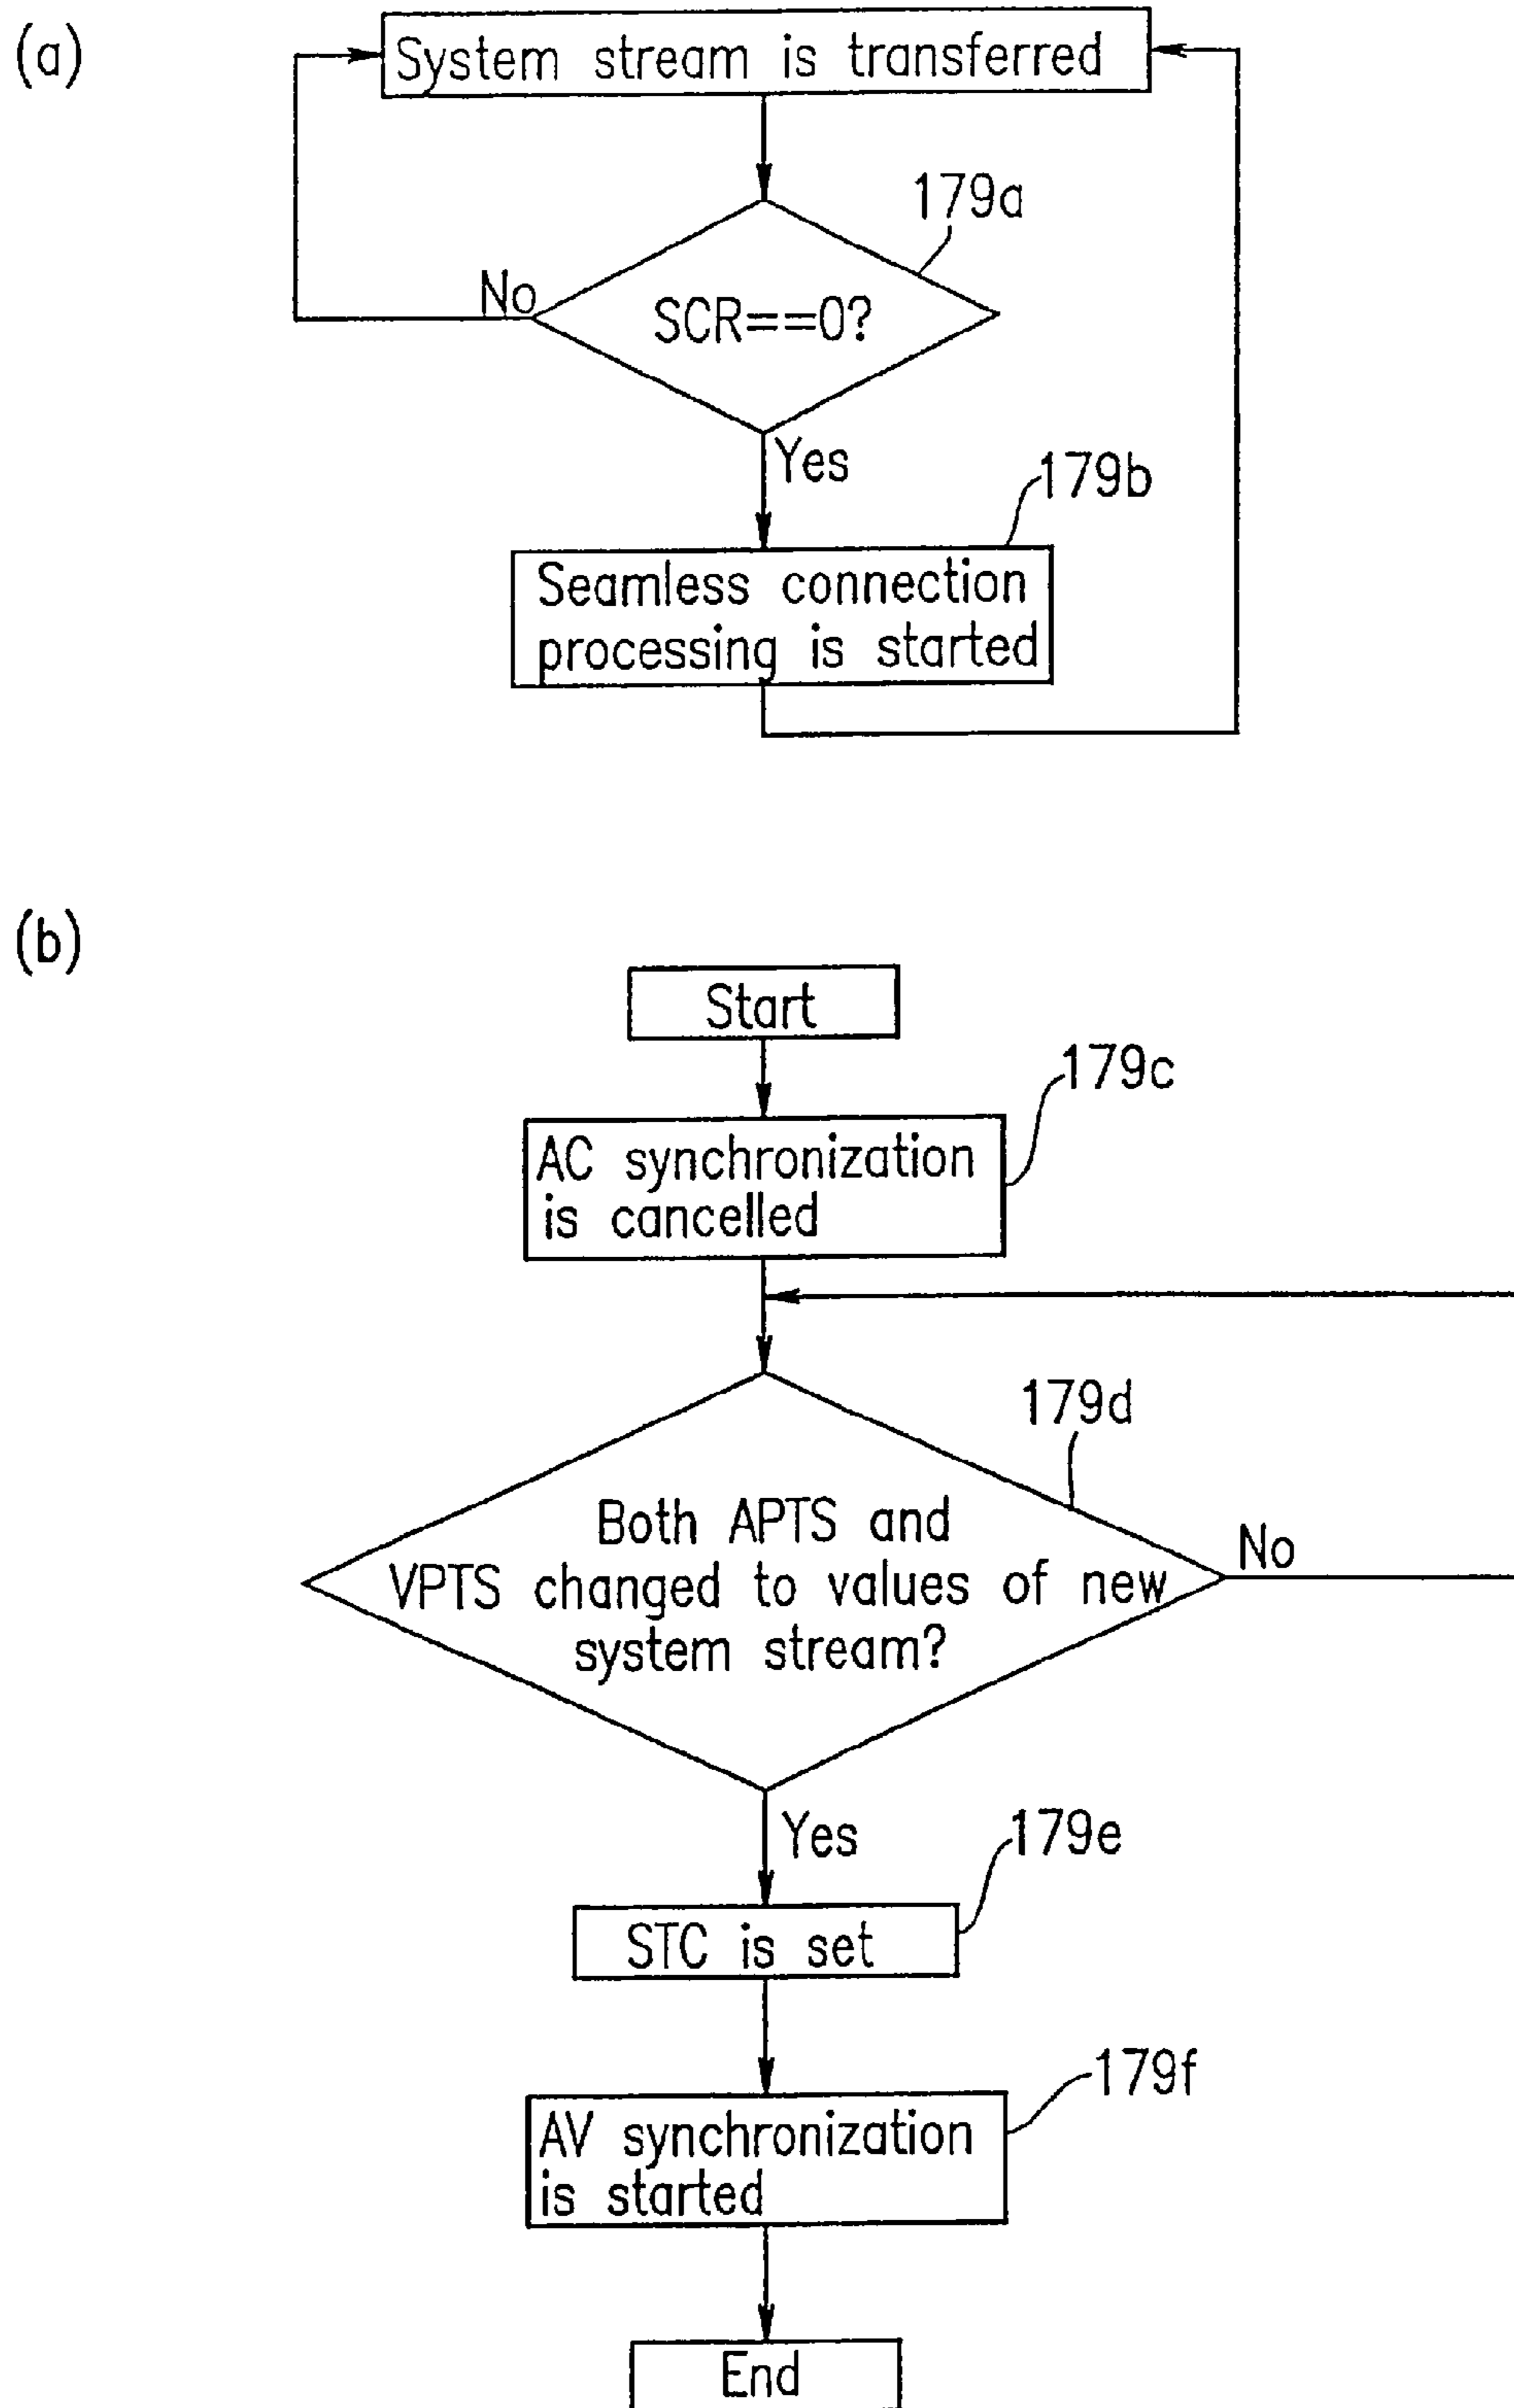 (a)
System stream is transferred
179a
No
SCR==0?
Yes
179b
Seamless connection
processing is started
(b)
Start
179c
AC synchronization
is cancelled
179d
Both APTS and
VPTS changed to values of new
system stream?
No
Yes
179e
STC is set
179f
AV synchronization
is started
End